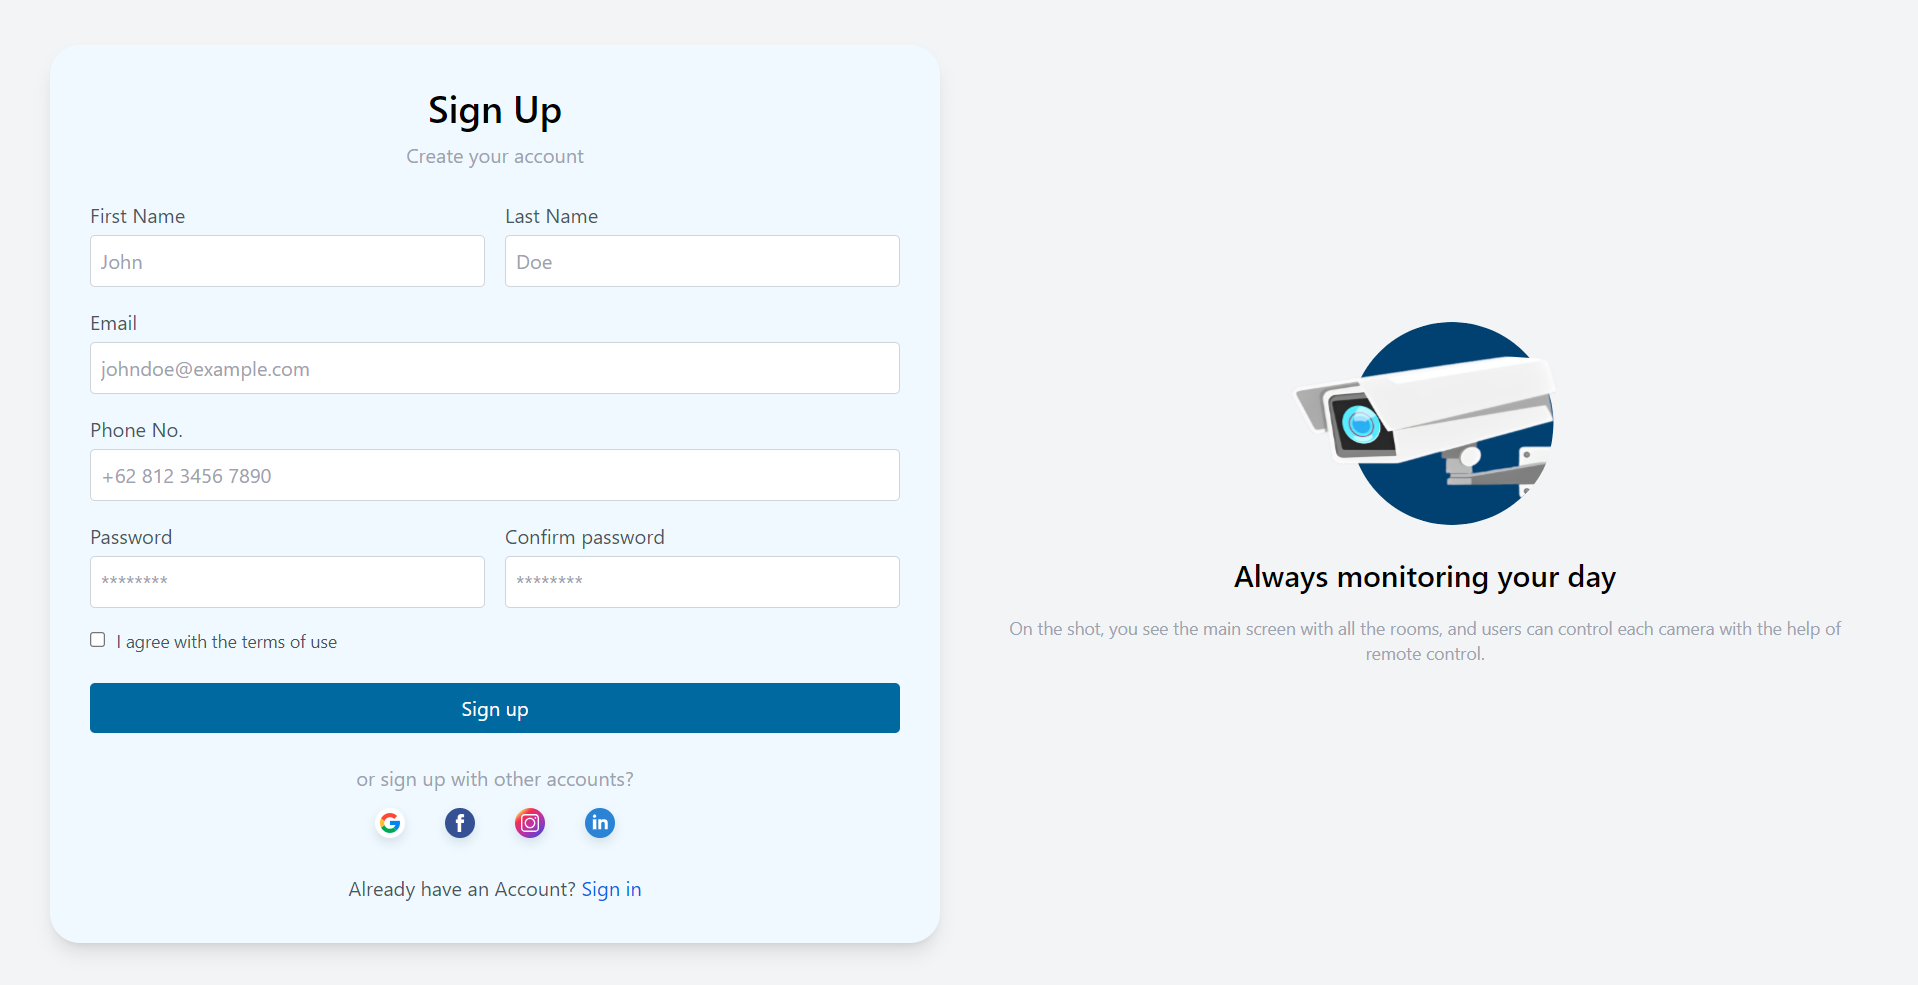 Sign Up
Create your account
First Name
Last Name
John
Doe
Email
johndoe@example.com
Phone No.
+62 812 3456 7890
Password
Confirm password
********
********
I agree with the terms of use
Sign up
or sign up with other accounts?
G
f
in
Already have an Account? Sign in
Always monitoring your day
On the shot, you see the main screen with all the rooms, and users can control each camera with the help of
remote control.